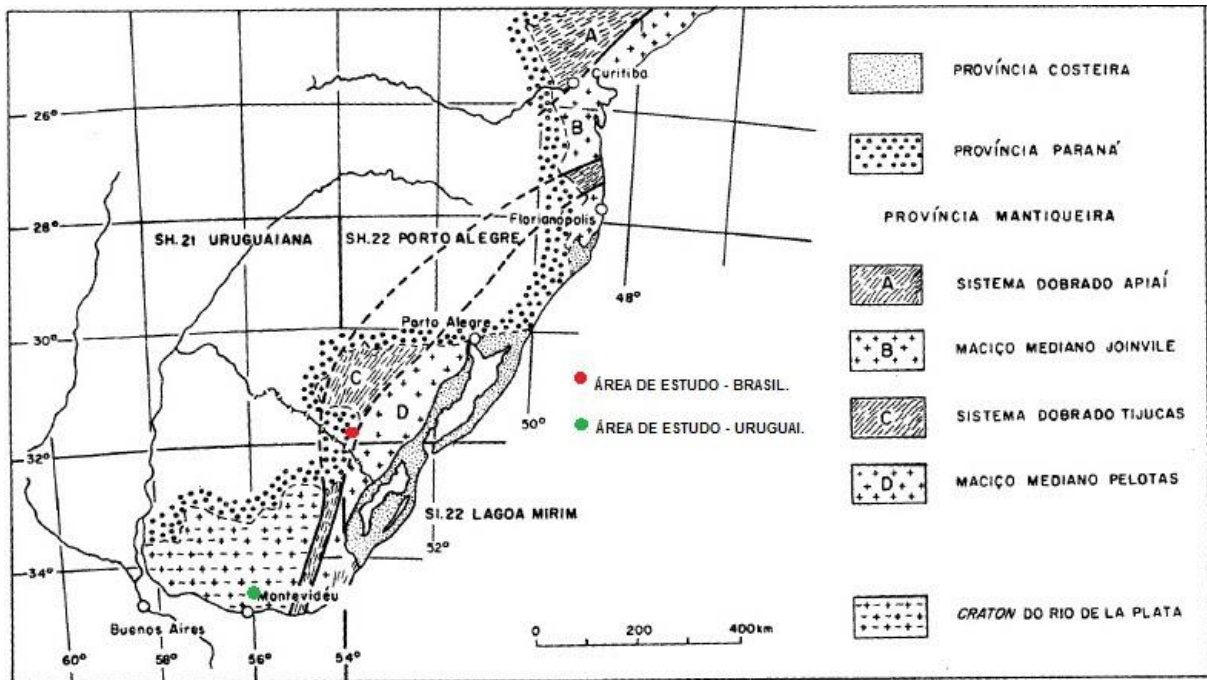 A
Curitiba
26°
B
Florianópolis
28°
SH.21 URUGUAIANA
SH.22 PORTO ALEGRE
48°
30°
Porto Alegre
C
D
50°
32°
SI.22 LAGOA MIRIM
52°
34°
Montevidéu
Buenos Aires
60°
58°
56°
54°
ÁREA DE ESTUDO - BRASIL.
ÁREA DE ESTUDO - URUGUAI.
0 200 400 km
PROVÍNCIA COSTEIRA
PROVÍNCIA PARANÁ
PROVÍNCIA MANTIQUEIRA
A SISTEMA DOBRADO APIAÍ
B MACIÇO MEDIANO JOINVILE
C SISTEMA DOBRADO TIJUCAS
D MACIÇO MEDIANO PELOTAS
CRATON DO RIO DE LA PLATA